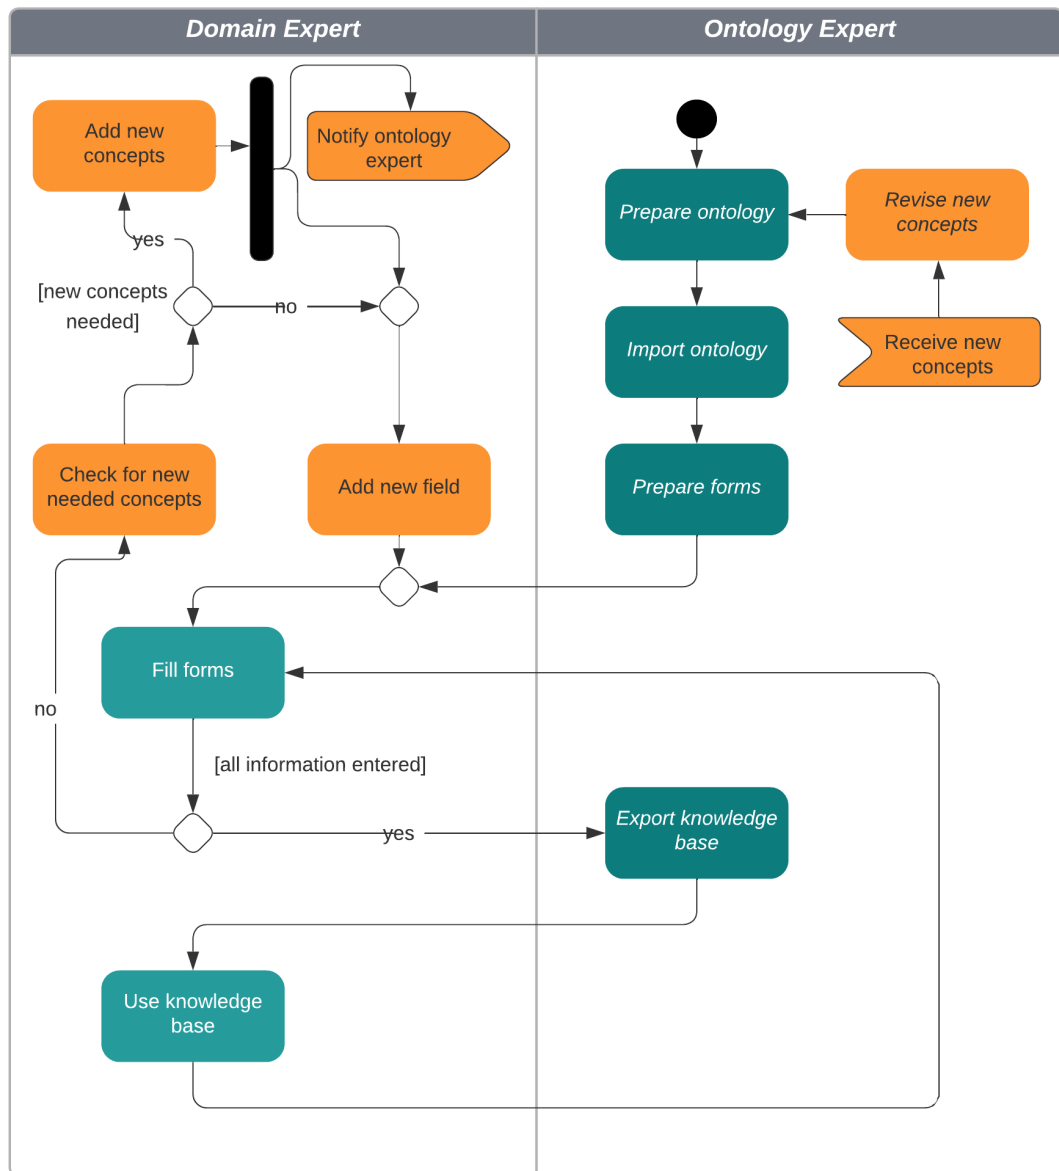 Domain Expert
Ontology Expert
Add new
concepts
Notify ontology
expert
Prepare ontology
Revise new
concepts
yes
[new concepts
needed]
no
Import ontology
Receive new
concepts
Check for new
needed concepts
Add new field
Prepare forms
Fill forms
no
[all information entered]
yes
Export knowledge
base
Use knowledge
base